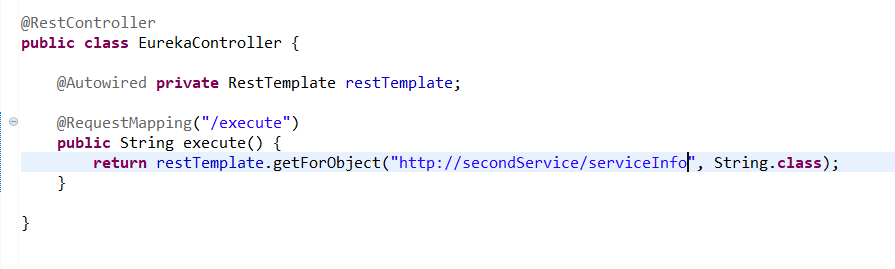 @RestController
public class EurekaController {
@Autowired private RestTemplate restTemplate;
@RequestMapping("/execute")
public String execute() {
return restTemplate.getForObject("http://secondService/serviceInfo", String.class);
}
}